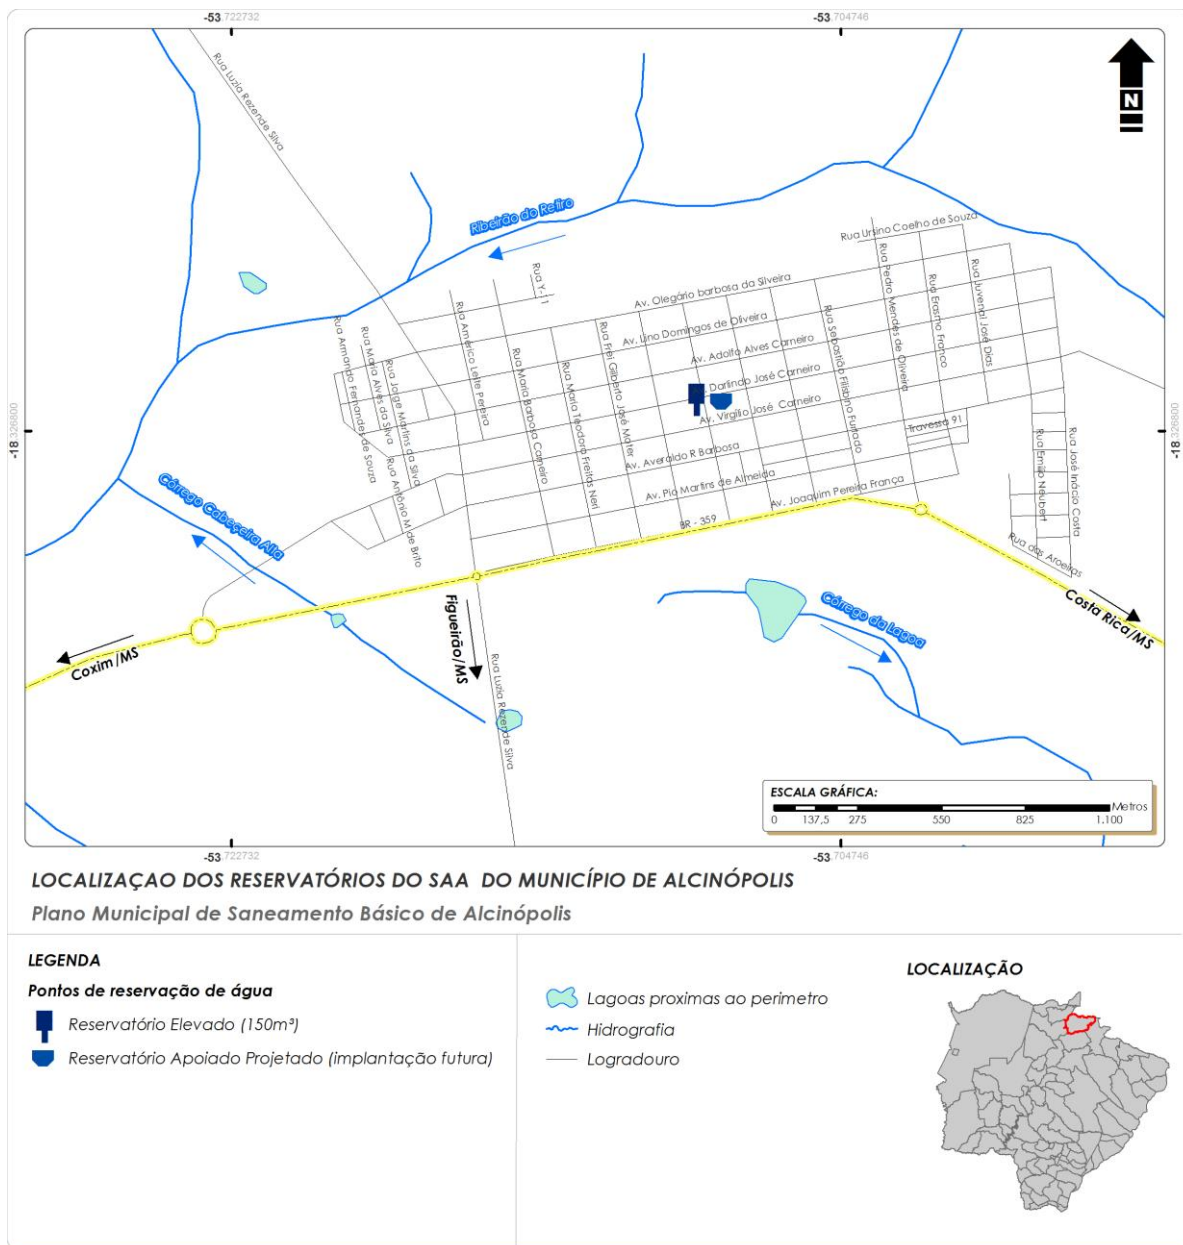 -53.722732
-53.704746
Rua Luzia Rezende Silva
N
Ribeirão do Retiro
Rua Ursino Coelho de Souza
Rua Y-11
Av. Olegário barbosa da Silveira
Rua Pedro Mendes de Oliveira
Rua Erasmo Franco
Rua Juvenal José Dias
Rua Américo Leite Pereira
Av. Lino Domingos de Oliveira
Rua Sebastião Filisbino Furtado
Rua Armando Fernandes de Souza
Rua Maria Alves da Silva
Rua Jorge Martins da Silva
Rua Maria Barbosa Carneiro
Rua Maria Teodora Freitas Neri
Rua Frei Gilberto José Mater
Av. Adolfo Alves Carneiro
Darlindo José Carneiro
Av. Virgílio José Carneiro
-18.326800
-18.326800
Travessa 91
Av. Averaldo R Barbosa
Rua Emilio Neubert
Rua José Inácio Costa
Rua Antônio M de Brito
Av. Pio Martins de Almeida
Av. Joaquim Pereira França
Córrego Cabeçeira Alta
BR - 359
Rua das Aroeiras
Figueirão/MS
Córrego da Lagoa
Costa Rica/MS
Coxim/MS
Rua Luzia Rezende Silva
ESCALA GRÁFICA:
Metros
0 137,5 275 550 825 1.100
-53.722732
-53.704746
LOCALIZAÇAO DOS RESERVATÓRIOS DO SAA DO MUNICÍPIO DE ALCINÓPOLIS
Plano Municipal de Saneamento Básico de Alcinópolis
LEGENDA
Pontos de reservação de água
Reservatório Elevado (150m³)
Reservatório Apoiado Projetado (implantação futura)
Lagoas proximas ao perimetro
Hidrografia
Logradouro
LOCALIZAÇÃO